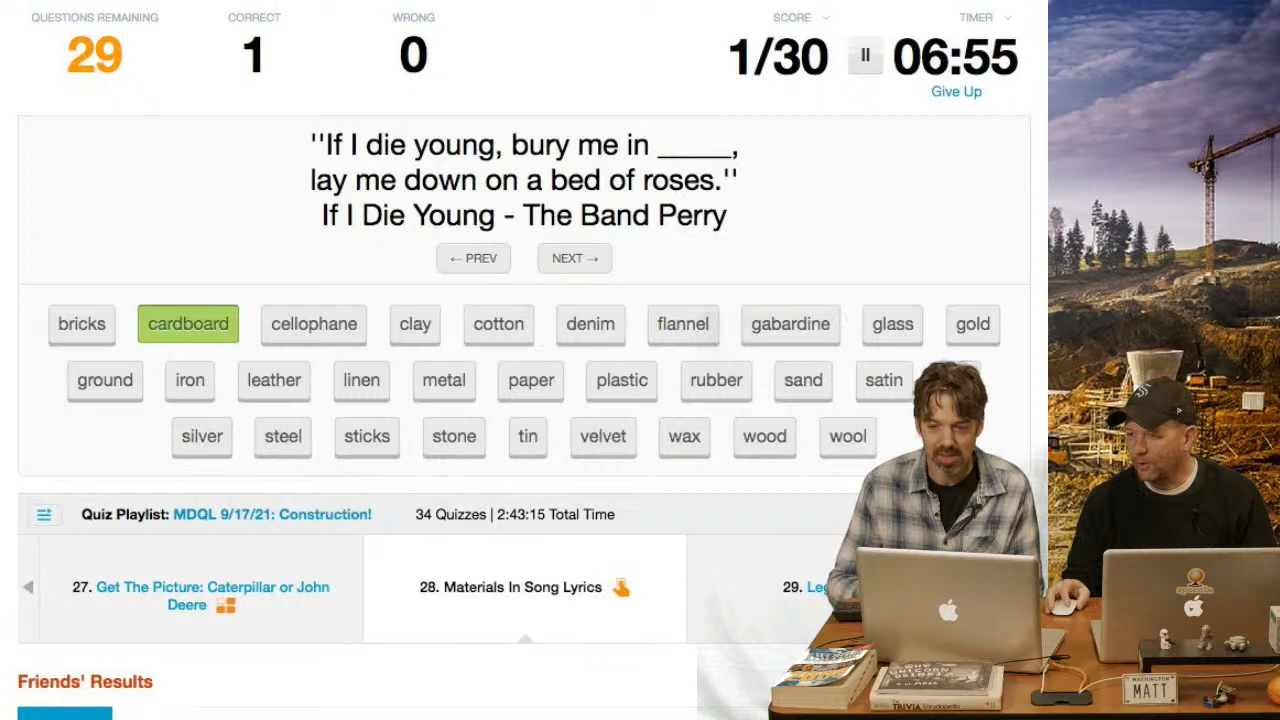 QUESTIONS REMAINING
29
CORRECT
1
WRONG
0
SCORE
1/30
TIMER
06:55
Give Up
''If I die young, bury me in _____,
lay me down on a bed of roses.''
If I Die Young - The Band Perry
← PREV
NEXT →
bricks cardboard cellophane clay cotton denim flannel gabardine glass gold
ground iron leather linen metal paper plastic rubber sand satin
silver steel sticks stone tin velvet wax wood wool
Quiz Playlist: MDQL 9/17/21: Construction! 34 Quizzes | 2:43:15 Total Time
27. Get The Picture: Caterpillar or John
Deere
28. Materials In Song Lyrics
29. Le
Friends' Results
UNICORN
TRIVIA Encyclopedia
WASHINGTON
MATT